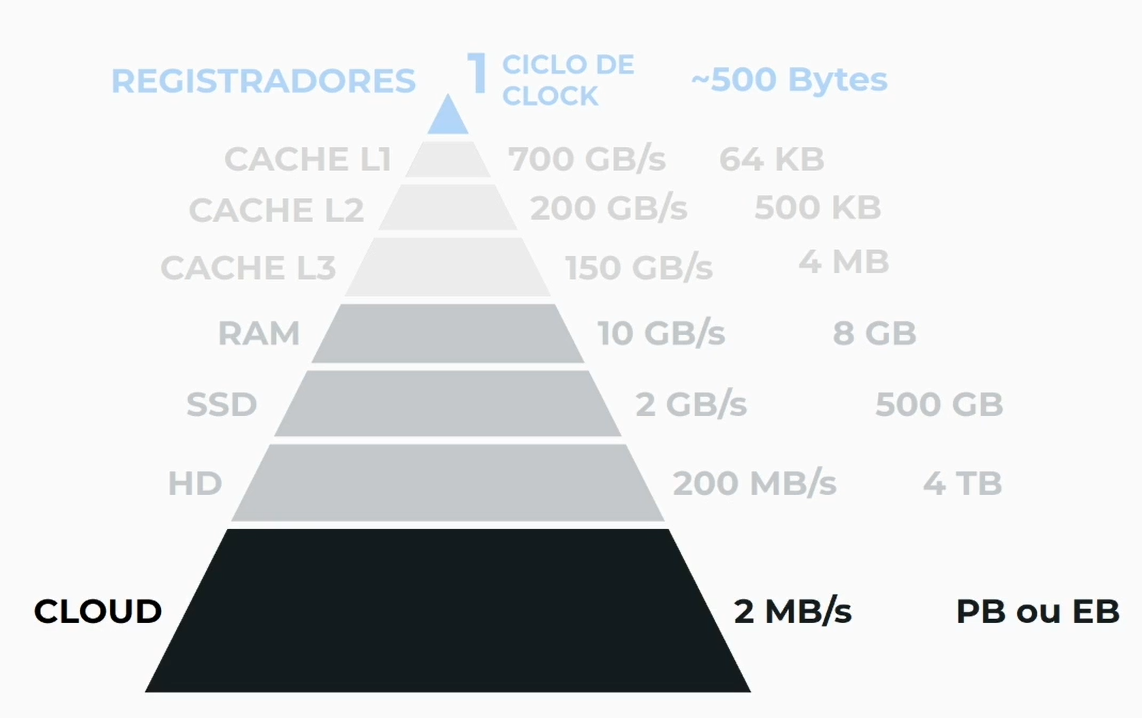 REGISTRADORES 1 CICLO DE CLOCK ~500 Bytes
CACHE L1 700 GB/s 64 KB
CACHE L2 200 GB/s 500 KB
CACHE L3 150 GB/s 4 MB
RAM 10 GB/s 8 GB
SSD 2 GB/s 500 GB
HD 200 MB/s 4 TB
CLOUD 2 MB/s PB ou EB